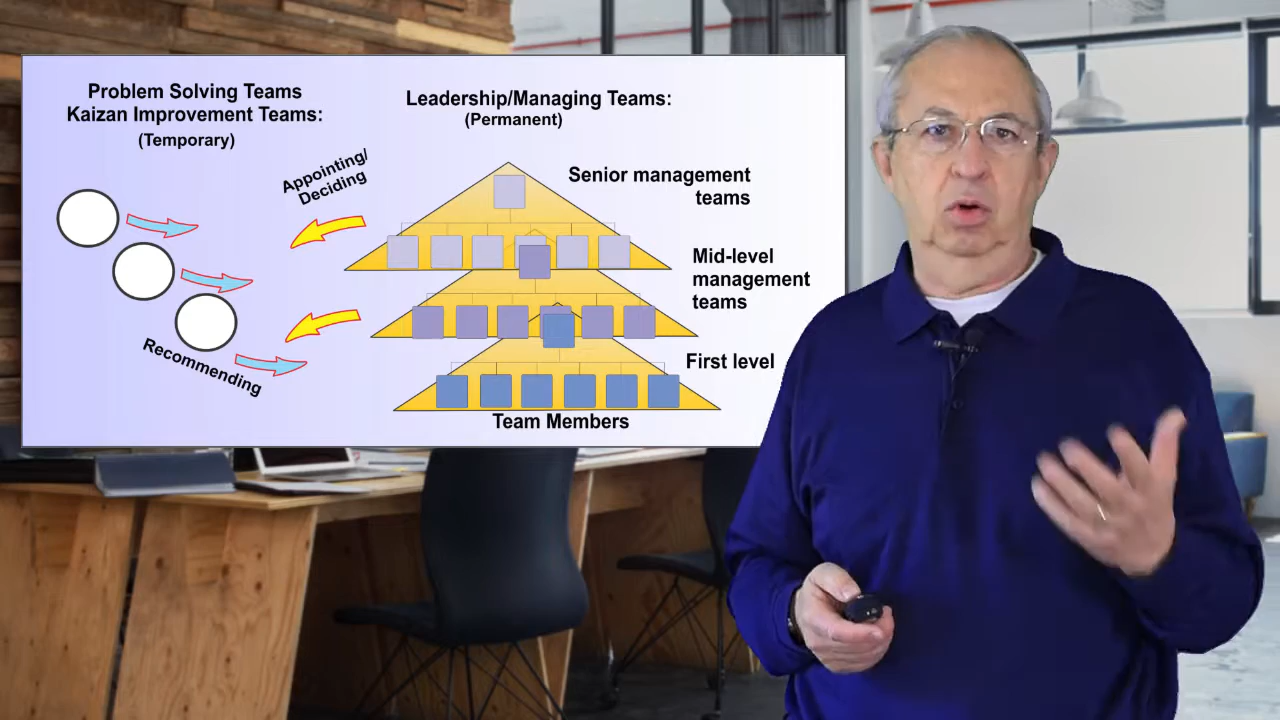 Problem Solving Teams
Kaizan Improvement Teams:
(Temporary)
Leadership/Managing Teams:
(Permanent)
Appointing/
Deciding
Senior management
teams
Mid-level
management
teams
Recommending
First level
Team Members